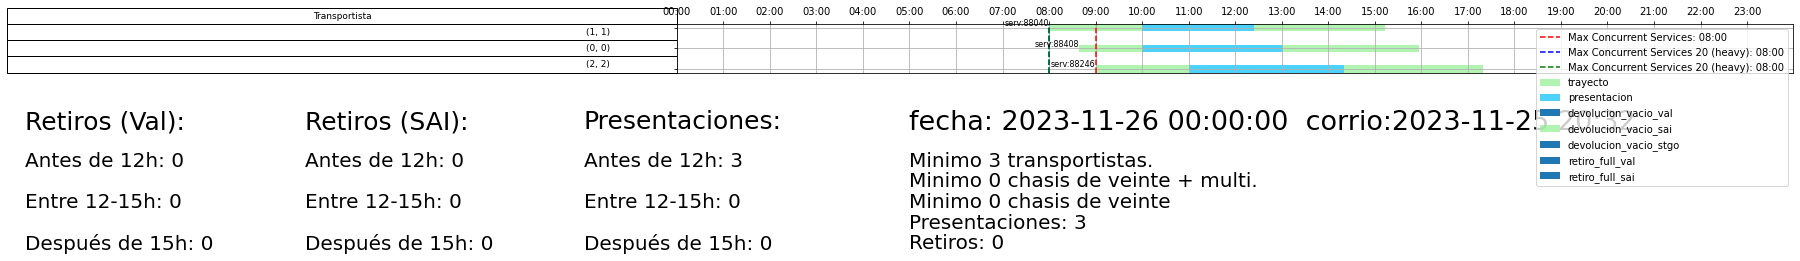 Transportista
00:00 01:00 02:00 03:00 04:00 05:00 06:00 07:00 08:00 09:00 10:00 11:00 12:00 13:00 14:00 15:00 16:00 17:00 18:00 19:00 20:00 21:00 22:00 23:00
(1, 1)
serv:88040
(0, 0)
serv:88408
(2, 2)
serv:88246
Max Concurrent Services: 08:00
Max Concurrent Services 20 (heavy): 08:00
Max Concurrent Services 20 (heavy): 08:00
trayecto
presentacion
devolucion_vacio_val
devolucion_vacio_sai
devolucion_vacio_stgo
retiro_full_val
retiro_full_sai
Retiros (Val):
Antes de 12h: 0
Entre 12-15h: 0
Después de 15h: 0
Retiros (SAI):
Antes de 12h: 0
Entre 12-15h: 0
Después de 15h: 0
Presentaciones:
Antes de 12h: 3
Entre 12-15h: 0
Después de 15h: 0
fecha: 2023-11-26 00:00:00 corrio:2023-11-25 20:32
Minimo 3 transportistas.
Minimo 0 chasis de veinte + multi.
Minimo 0 chasis de veinte
Presentaciones: 3
Retiros: 0